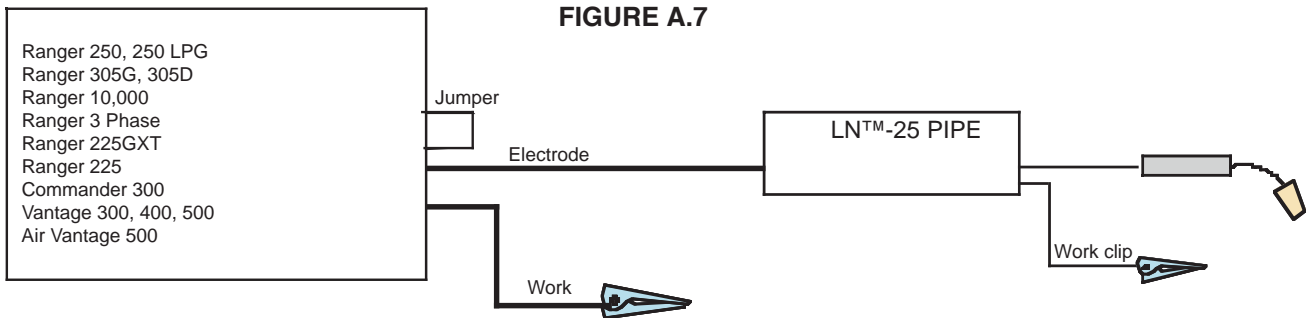 FIGURE A.7
Ranger 250, 250 LPG
Ranger 305G, 305D
Ranger 10,000
Ranger 3 Phase
Ranger 225GXT
Ranger 225
Commander 300
Vantage 300, 400, 500
Air Vantage 500
Jumper
Electrode
LN™-25 PIPE
Work clip
Work